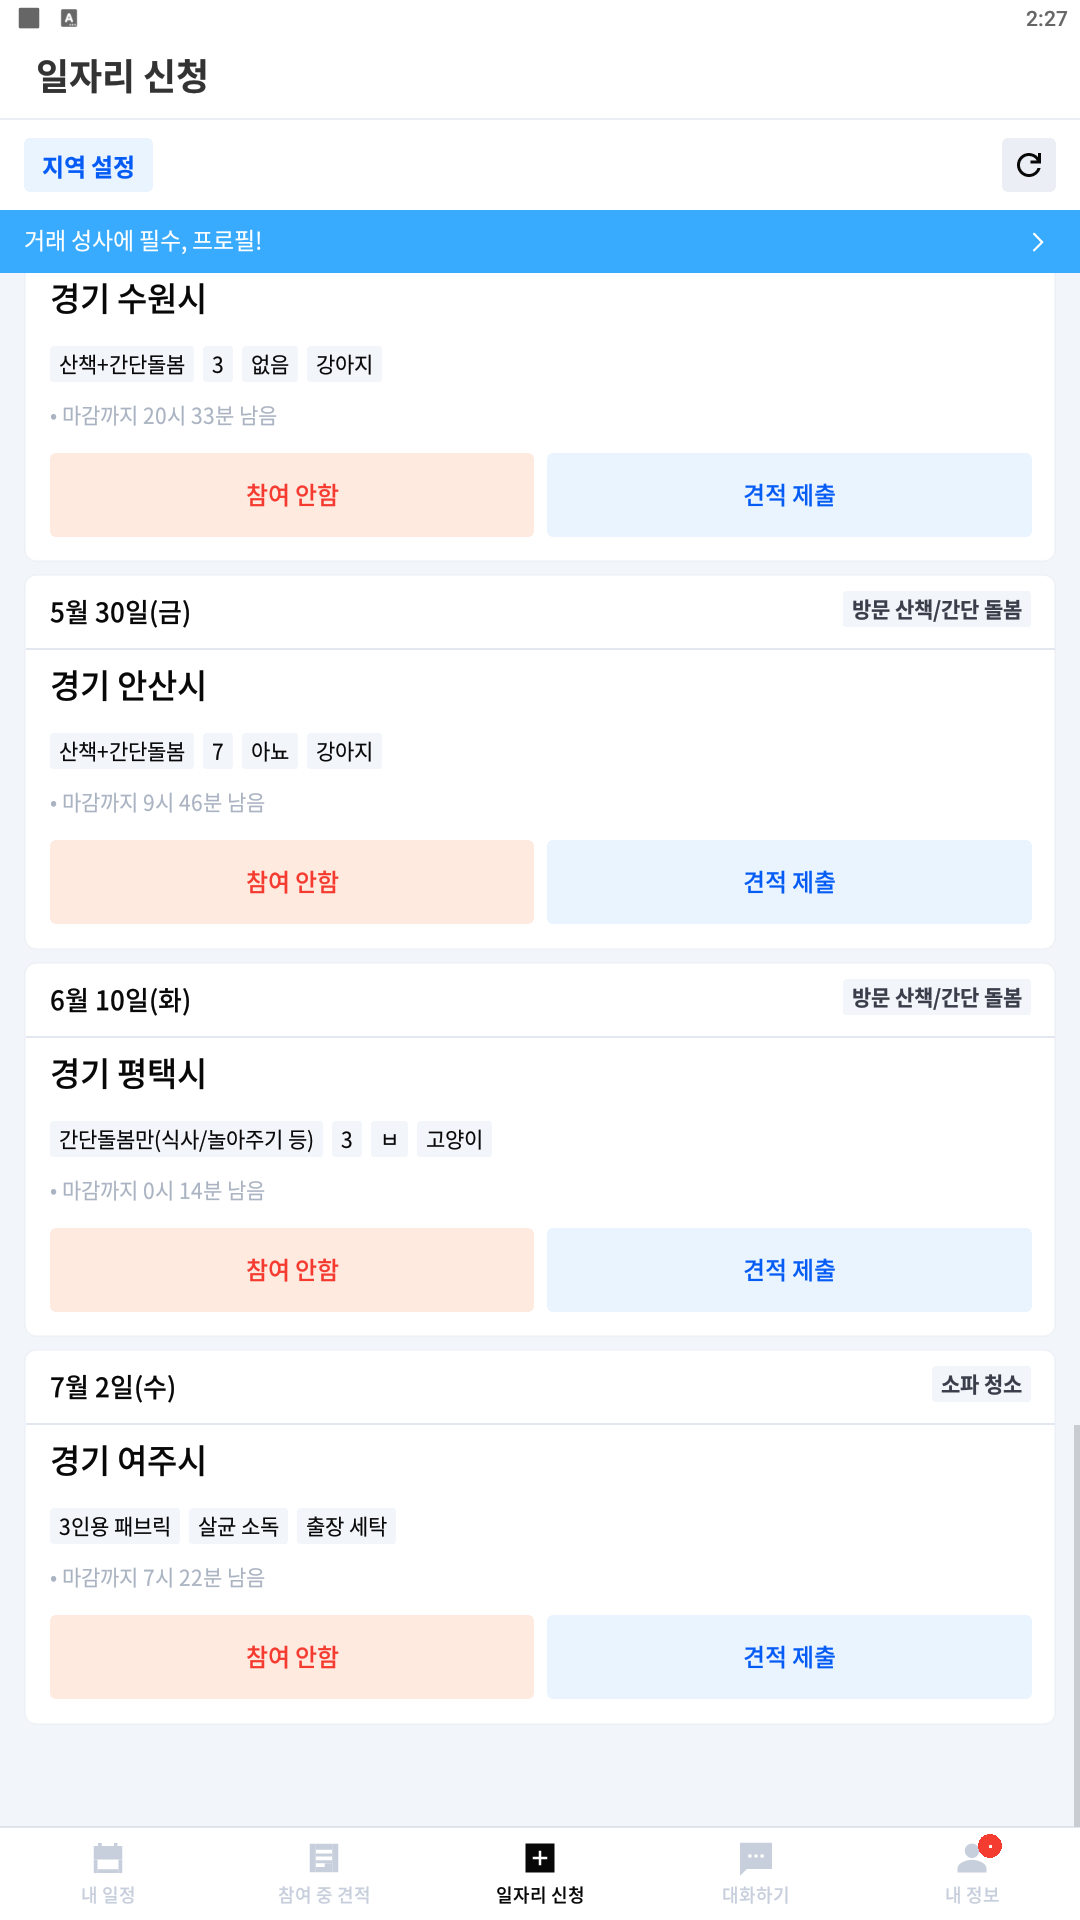 2:27
일자리 신청
지역 설정
거래 성사에 필수, 프로필!
경기 수원시
산책+간단돌봄 3 없음 강아지
• 마감까지 20시 33분 남음
참여 안함 견적 제출
5월 30일(금) 방문 산책/간단 돌봄
경기 안산시
산책+간단돌봄 7 아뇨 강아지
• 마감까지 9시 46분 남음
참여 안함 견적 제출
6월 10일(화) 방문 산책/간단 돌봄
경기 평택시
간단돌봄만(식사/놀아주기 등) 3 ㅂ 고양이
• 마감까지 0시 14분 남음
참여 안함 견적 제출
7월 2일(수) 소파 청소
경기 여주시
3인용 패브릭 살균 소독 출장 세탁
• 마감까지 7시 22분 남음
참여 안함 견적 제출
내 일정 참여 중 견적 일자리 신청 대화하기 내 정보